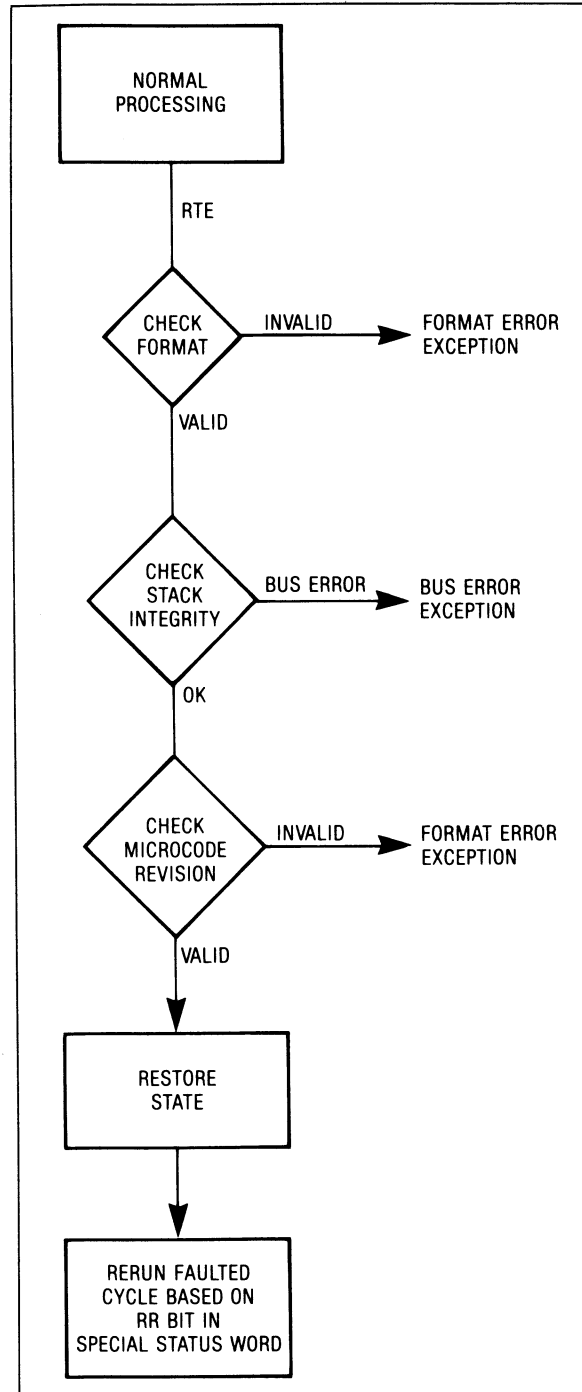 NORMAL
PROCESSING
RTE
CHECK
FORMAT
INVALID
FORMAT ERROR
EXCEPTION
VALID
CHECK
STACK
INTEGRITY
BUS ERROR
BUS ERROR
EXCEPTION
OK
CHECK
MICROCODE
REVISION
INVALID
FORMAT ERROR
EXCEPTION
VALID
RESTORE
STATE
RERUN FAULTED
CYCLE BASED ON
RR BIT IN
SPECIAL STATUS WORD